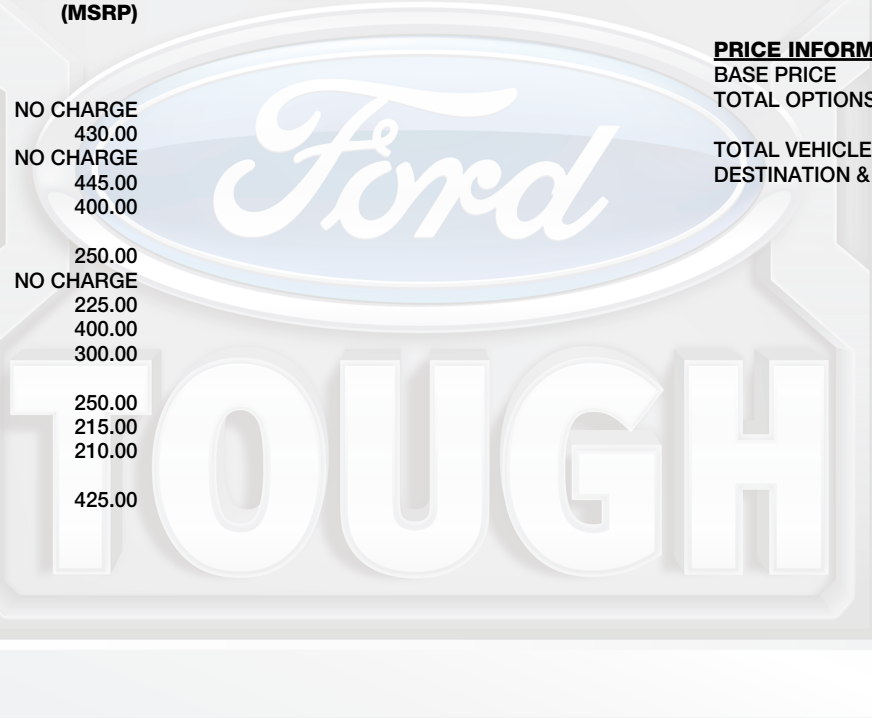 (MSRP)
NO CHARGE
430.00
NO CHARGE
445.00
400.00
250.00
NO CHARGE
225.00
400.00
300.00
250.00
215.00
210.00
425.00
PRICE INFORM
BASE PRICE
TOTAL OPTIONS
TOTAL VEHICLE
DESTINATION &
Ford
TOUGH